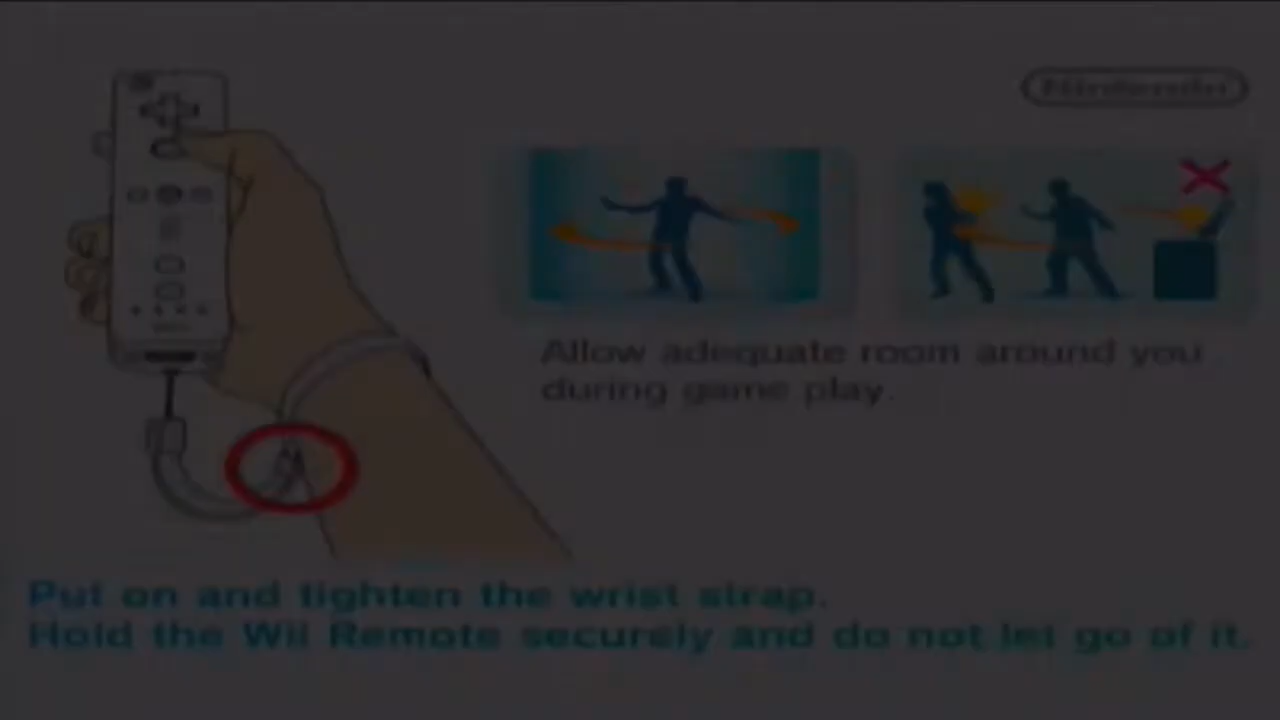 Nintendo
Allow adequate room around you
during game play.
Put on and tighten the wrist strap.
Hold the Wii Remote securely and do not let go of it.